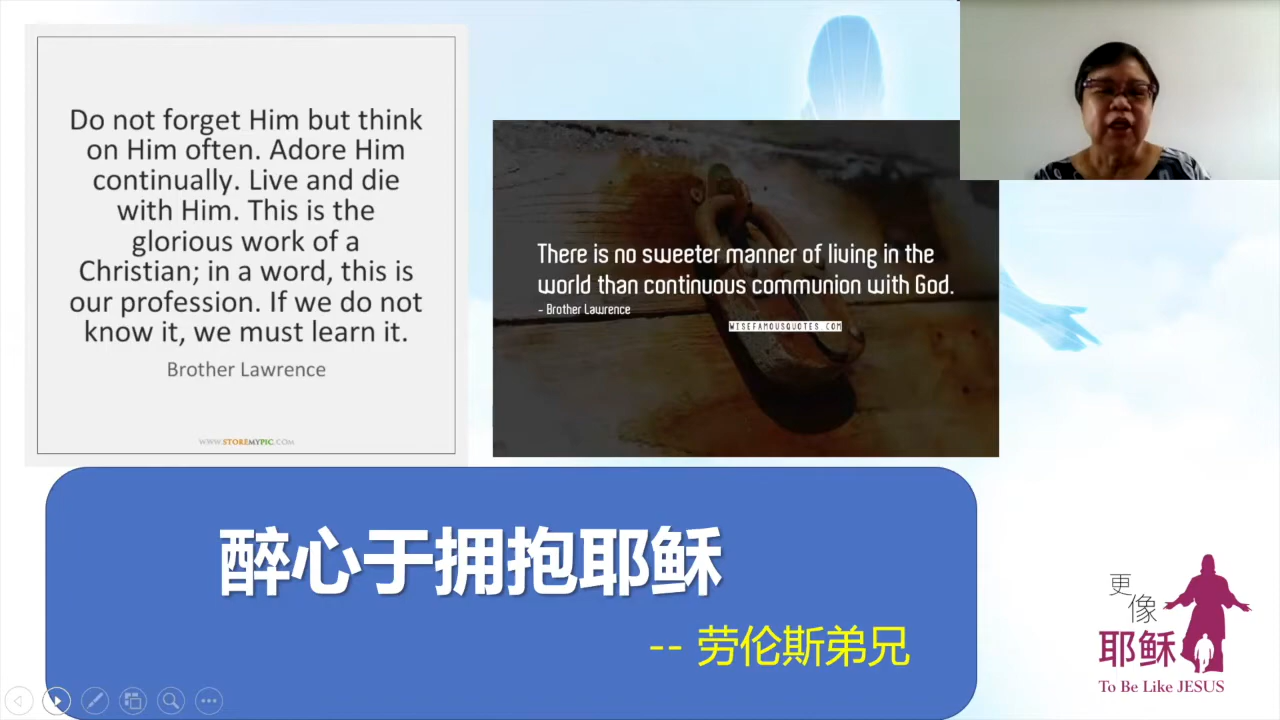 Do not forget Him but think
on Him often. Adore Him
continually. Live and die
with Him. This is the
glorious work of a
Christian; in a word, this is
our profession. If we do not
know it, we must learn it.
Brother Lawrence
WWW.STOREMYPIC.COM
There is no sweeter manner of living in the
world than continuous communion with God.
- Brother Lawrence
WISEFAMOUSQUOTES.COM
醉心于拥抱耶稣
-- 劳伦斯弟兄
更
像
耶稣
To Be Like JESUS